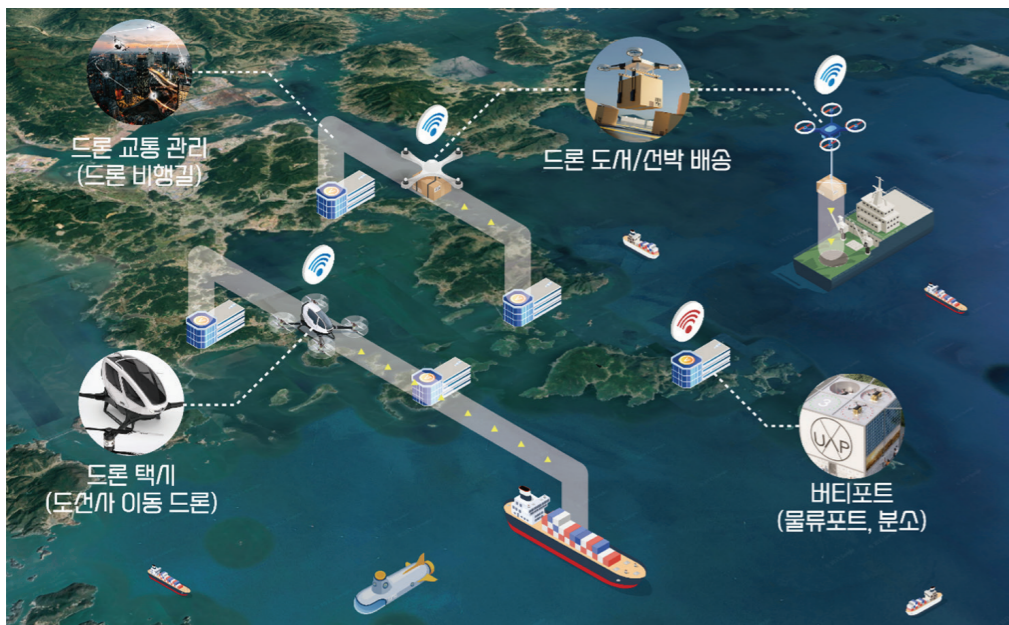 드론 교통 관리
(드론 비행길)
드론 도서/선박 배송
드론 택시
(도선사 이동 드론)
3
UAP
버티포트
(물류포트, 분소)